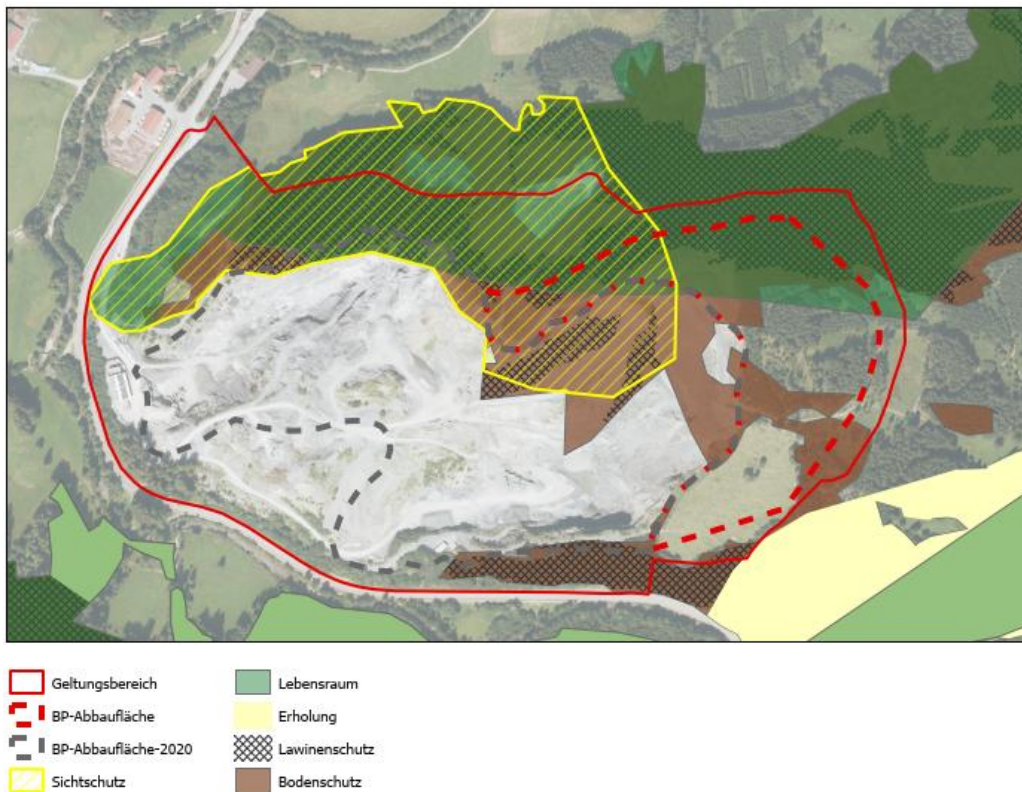 Geltungsbereich
BP-Abbaufläche
BP-Abbaufläche-2020
Sichtschutz
Lebensraum
Erholung
Lawinenschutz
Bodenschutz